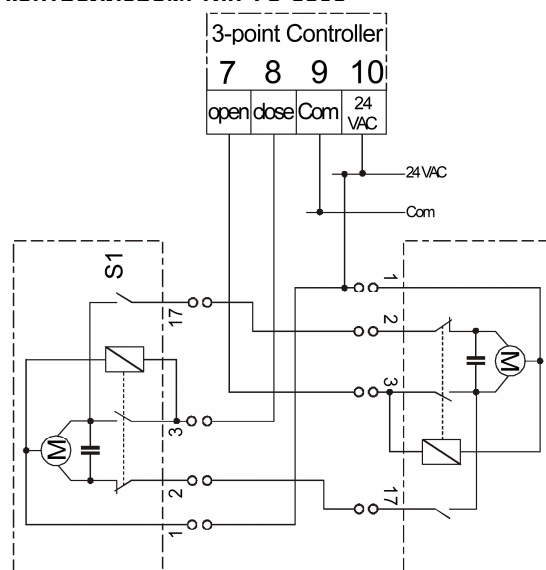 3-point Controller
7 8 9 10
open close Com 24 VAC
24 VAC
Com
S1
17
3
2
1
M
1
2
3
17
M